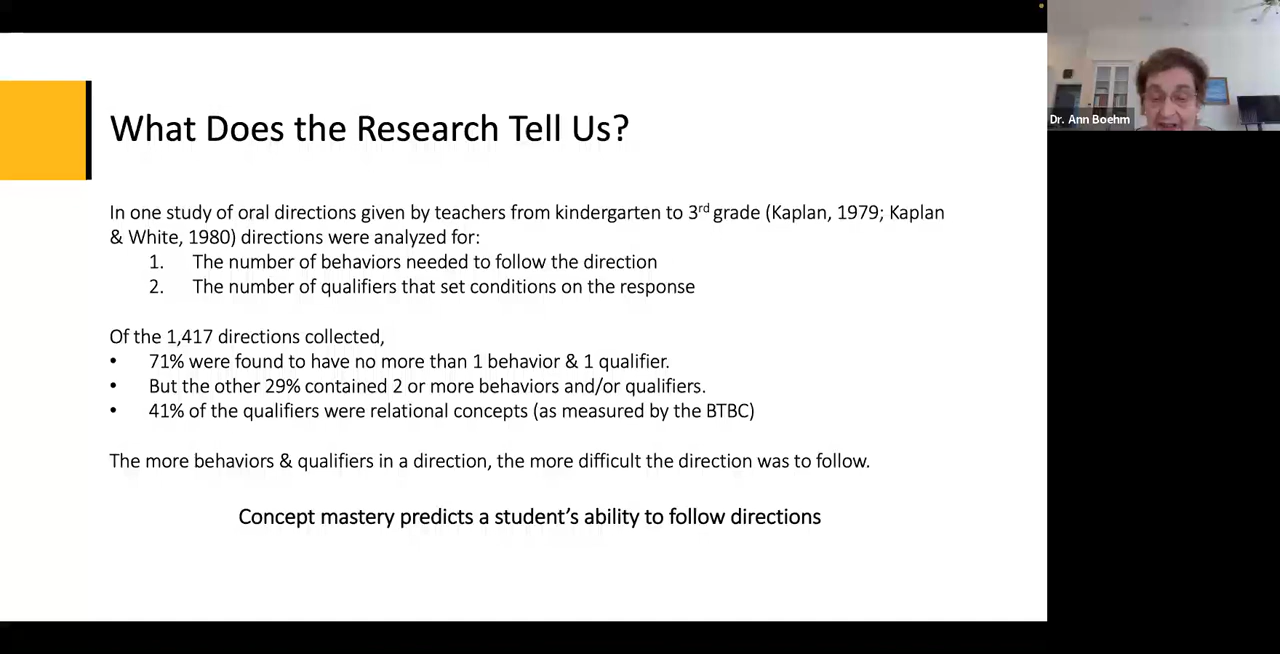 What Does the Research Tell Us?
In one study of oral directions given by teachers from kindergarten to 3rd grade (Kaplan, 1979; Kaplan
& White, 1980) directions were analyzed for:
1. The number of behaviors needed to follow the direction
2. The number of qualifiers that set conditions on the response
Of the 1,417 directions collected,
• 71% were found to have no more than 1 behavior & 1 qualifier.
• But the other 29% contained 2 or more behaviors and/or qualifiers.
• 41% of the qualifiers were relational concepts (as measured by the BTBC)
The more behaviors & qualifiers in a direction, the more difficult the direction was to follow.
Concept mastery predicts a student's ability to follow directions
Dr. Ann Boehm